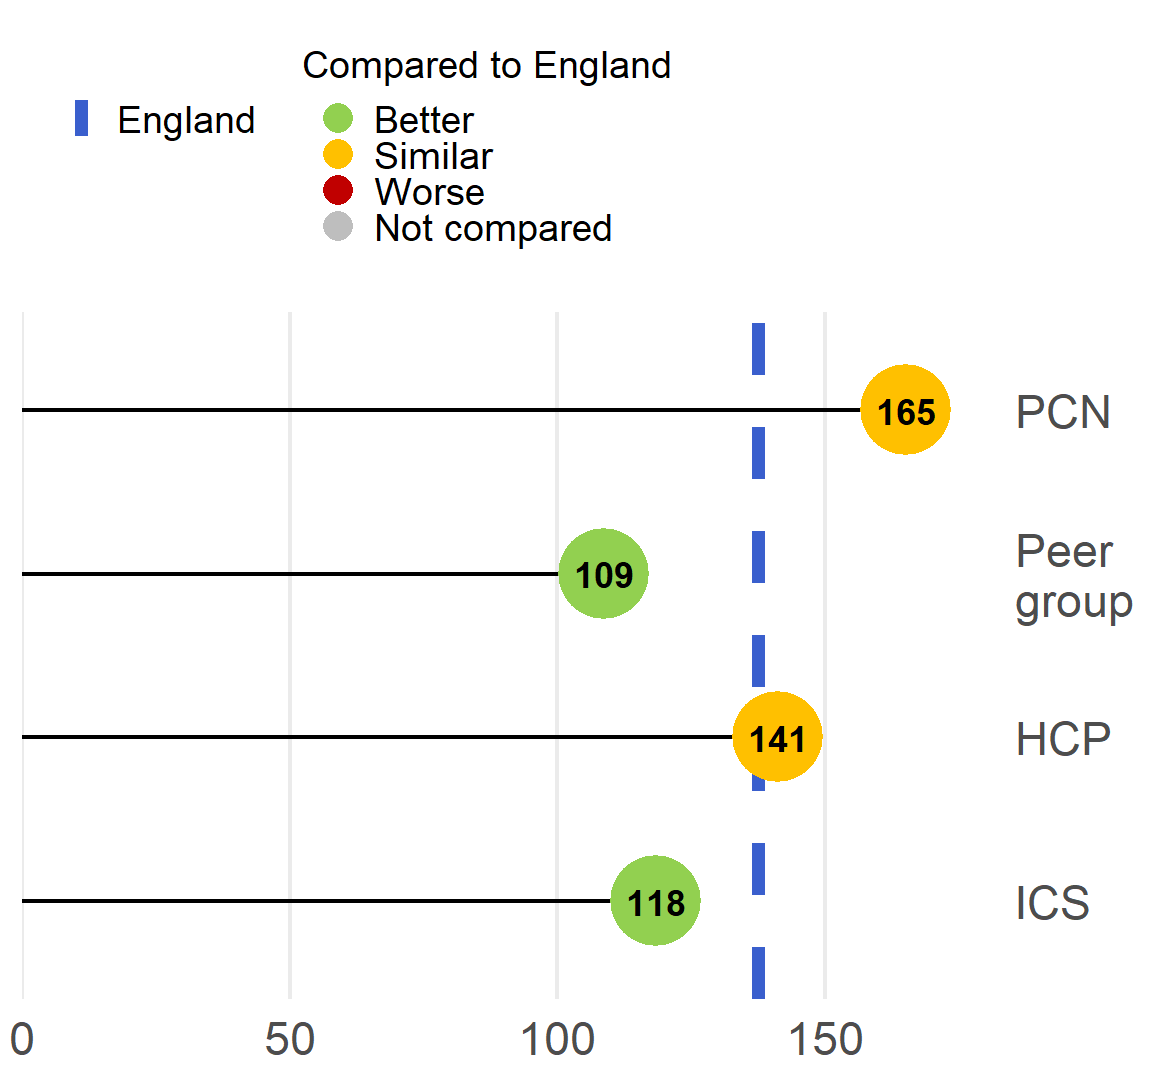 Compared to England
England
Better
Similar
Worse
Not compared
165
PCN
109
Peer
group
141
HCP
118
ICS
0
50
100
150